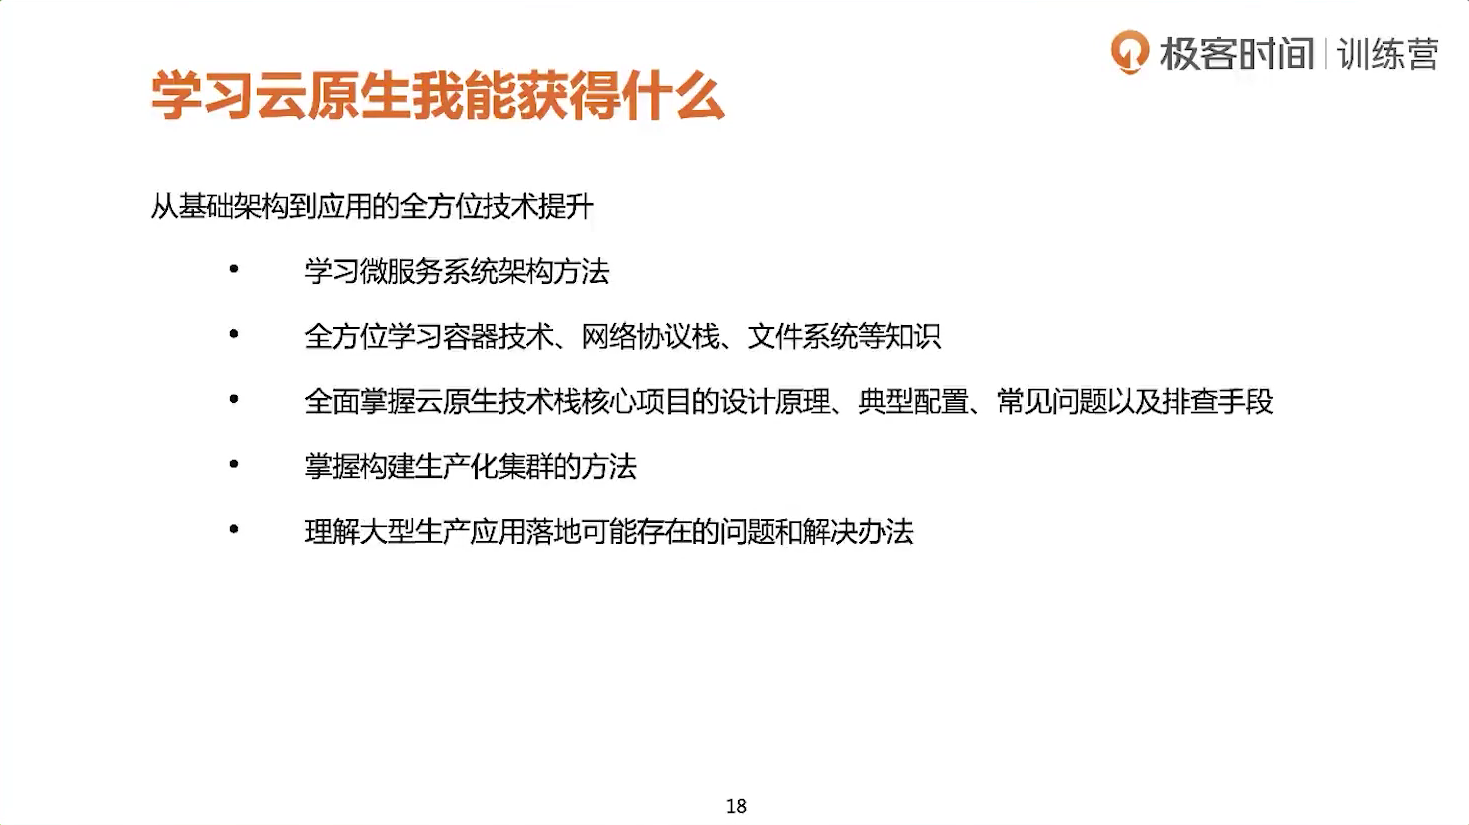 极客时间 | 训练营
学习云原生我能获得什么
从基础架构到应用的全方位技术提升
• 学习微服务系统架构方法
• 全方位学习容器技术、网络协议栈、文件系统等知识
• 全面掌握云原生技术栈核心项目的设计原理、典型配置、常见问题以及排查手段
• 掌握构建生产化集群的方法
• 理解大型生产应用落地可能存在的问题和解决办法
18